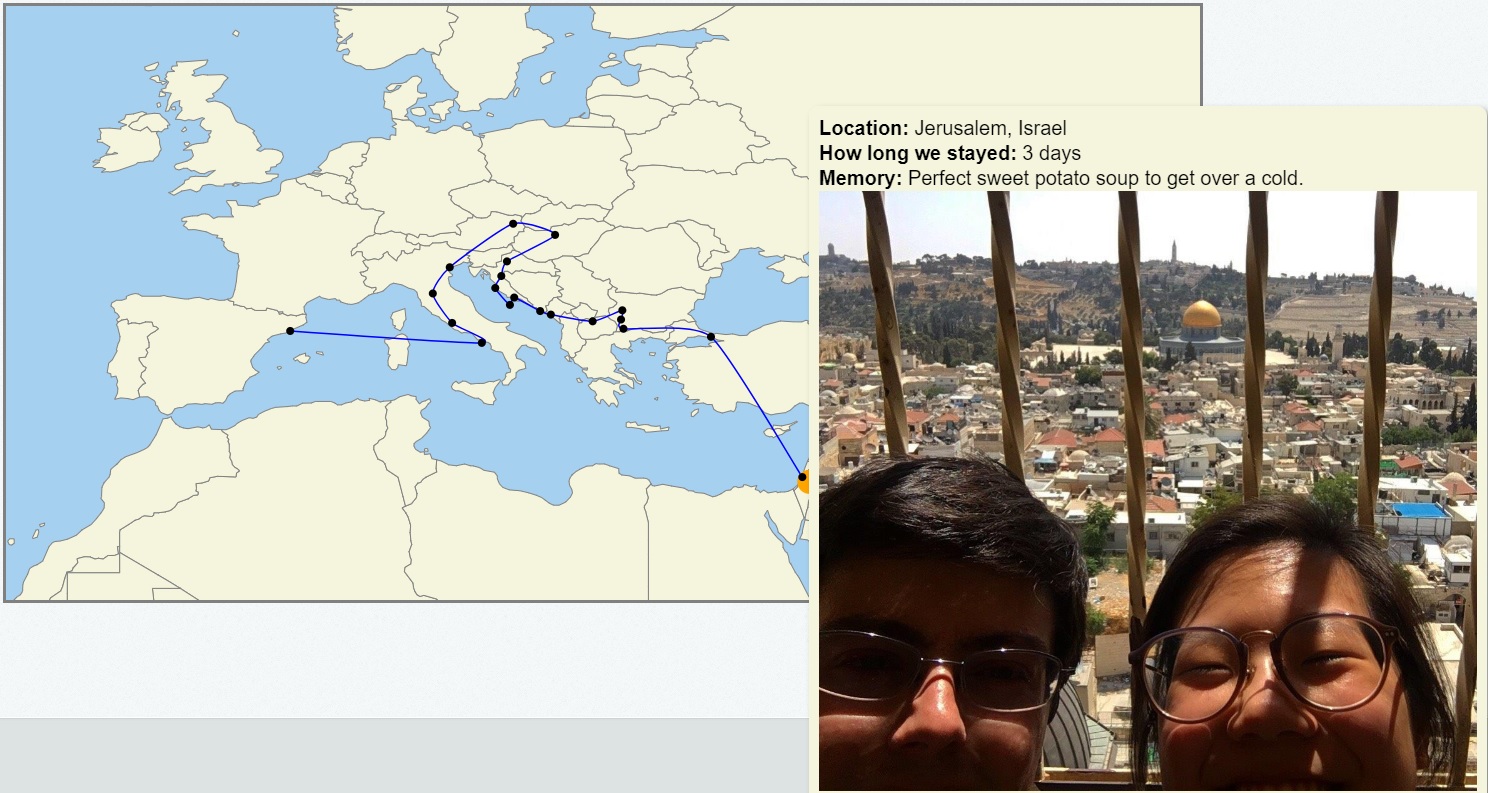 Location: Jerusalem, Israel
How long we stayed: 3 days
Memory: Perfect sweet potato soup to get over a cold.